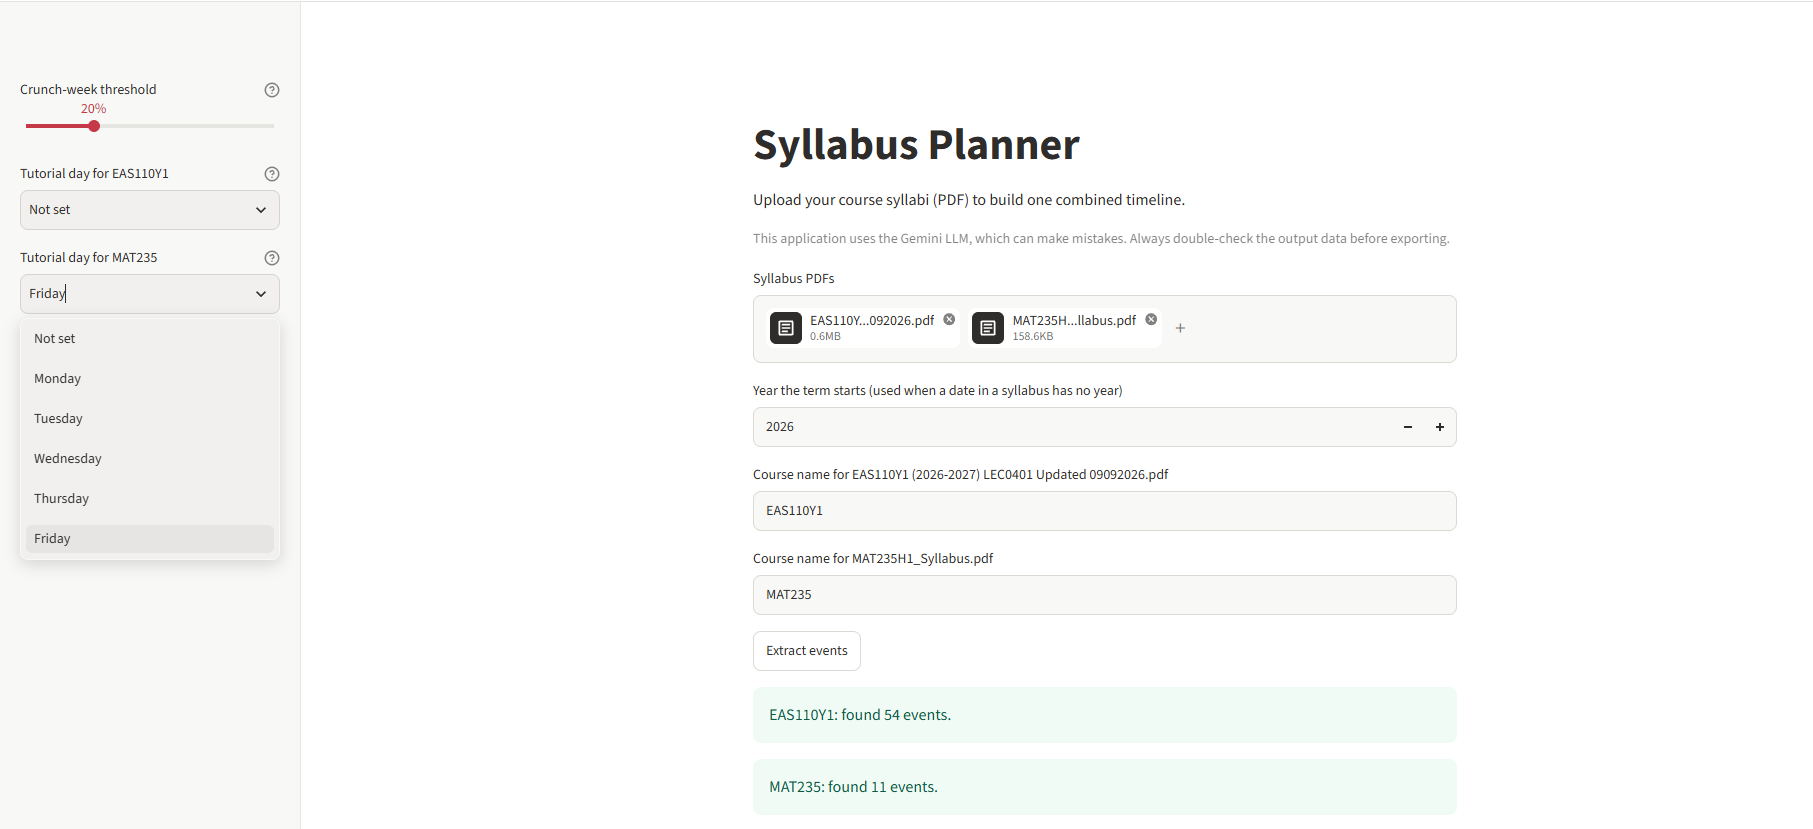 Crunch-week threshold
20%
Tutorial day for EAS110Y1
Not set
Tutorial day for MAT235
Friday
Not set
Monday
Tuesday
Wednesday
Thursday
Friday
Syllabus Planner
Upload your course syllabi (PDF) to build one combined timeline.
This application uses the Gemini LLM, which can make mistakes. Always double-check the output data before exporting.
Syllabus PDFs
EAS110Y...092026.pdf
0.6MB
MAT235H...llabus.pdf
158.6KB
Year the term starts (used when a date in a syllabus has no year)
2026
Course name for EAS110Y1 (2026-2027) LEC0401 Updated 09092026.pdf
EAS110Y1
Course name for MAT235H1_Syllabus.pdf
MAT235
Extract events
EAS110Y1: found 54 events.
MAT235: found 11 events.